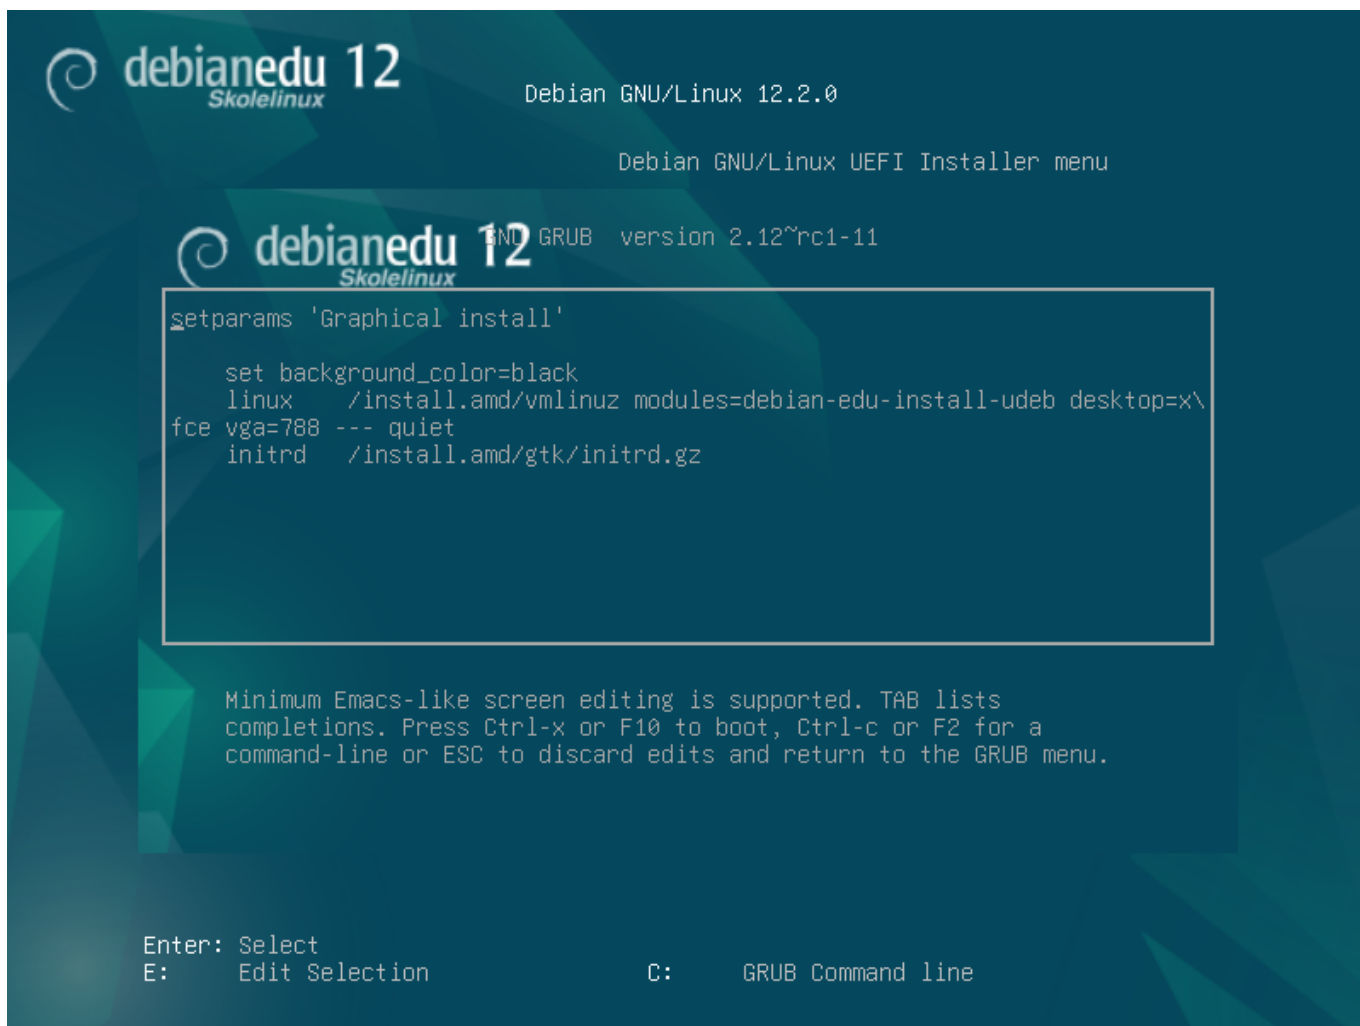 debianedu 12
Skolelinux
Debian GNU/Linux 12.2.0
Debian GNU/Linux UEFI Installer menu
debianedu 12
Skolelinux
GNU GRUB  version 2.12~rc1-11
setparams 'Graphical install'
set background_color=black
linux    /install.amd/vmlinuz modules=debian-edu-install-udeb desktop=x\
fce vga=788 --- quiet
initrd   /install.amd/gtk/initrd.gz
Minimum Emacs-like screen editing is supported. TAB lists
completions. Press Ctrl-x or F10 to boot, Ctrl-c or F2 for a
command-line or ESC to discard edits and return to the GRUB menu.
Enter: Select
E:     Edit Selection     C:     GRUB Command line